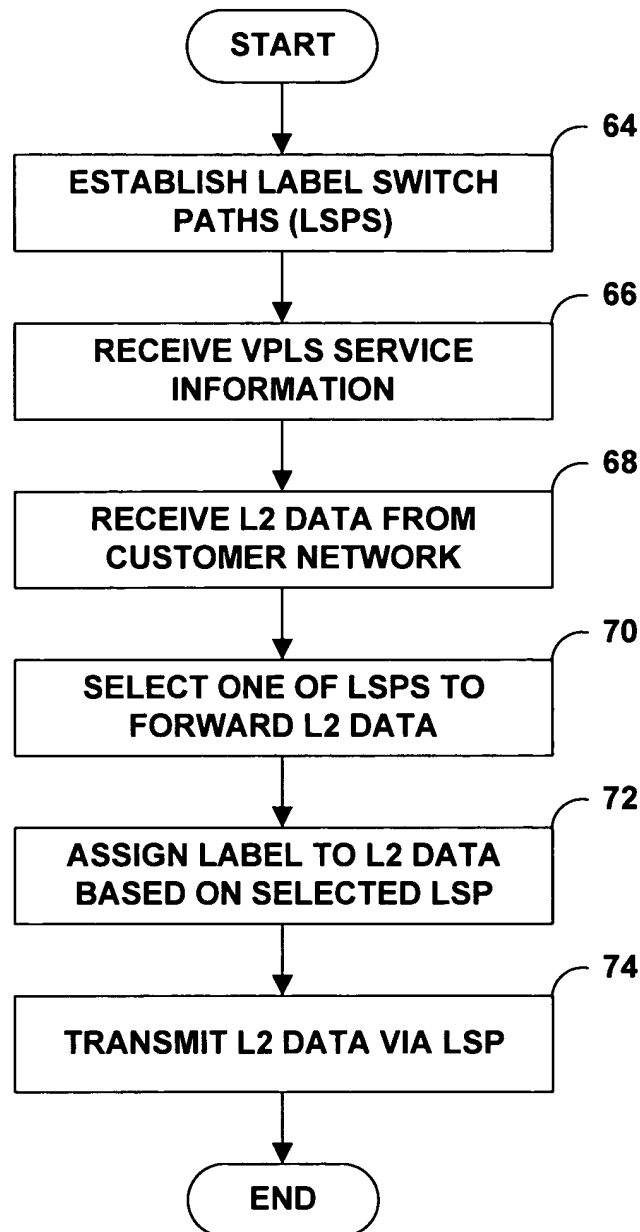 START
64
ESTABLISH LABEL SWITCH
PATHS (LSPS)
66
RECEIVE VPLS SERVICE
INFORMATION
68
RECEIVE L2 DATA FROM
CUSTOMER NETWORK
70
SELECT ONE OF LSPS TO
FORWARD L2 DATA
72
ASSIGN LABEL TO L2 DATA
BASED ON SELECTED LSP
74
TRANSMIT L2 DATA VIA LSP
END